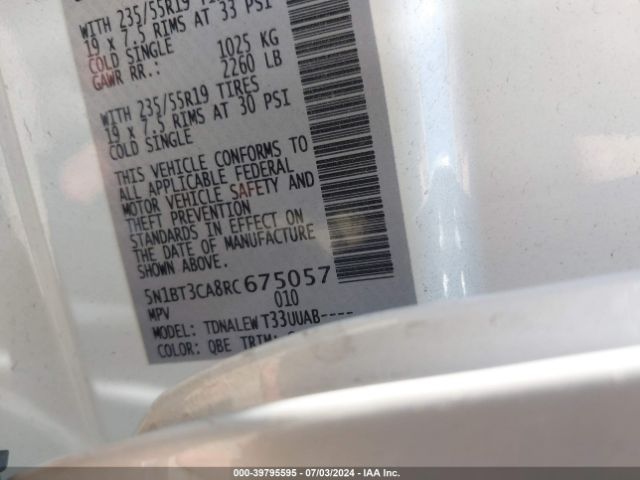 WITH 235/55R19
19 X 7.5 RIMS AT 33 PSI
COLD SINGLE
GAWR RR.: 1025 KG
2260 LB
WITH 235/55R19 TIRES
19 X 7.5 RIMS AT 30 PSI
COLD SINGLE
THIS VEHICLE CONFORMS TO
ALL APPLICABLE FEDERAL
MOTOR VEHICLE SAFETY AND
THEFT PREVENTION
STANDARDS IN EFFECT ON
THE DATE OF MANUFACTURE
SHOWN ABOVE.
5N1BT3CA8RC675057
MPV 010
MODEL: TDNALEW T33UUAB----
COLOR: QBE TRIM:
000-39795595 - 07/03/2024 - IAA Inc.